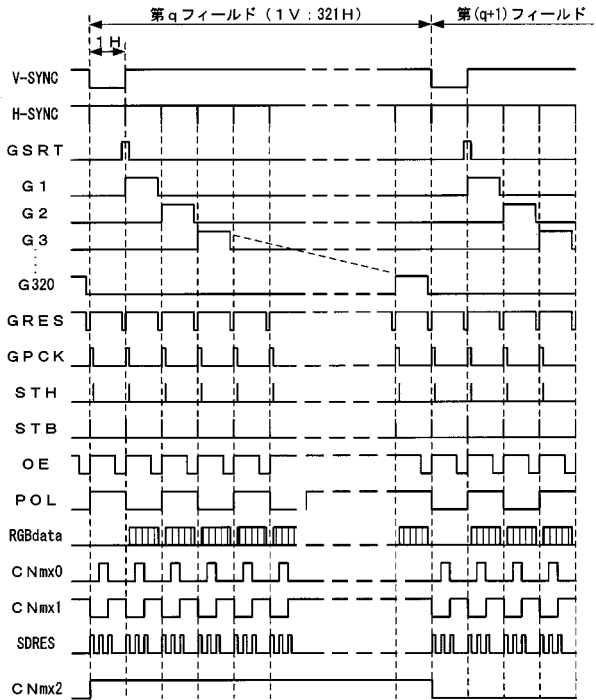 第qフィールド(1V:321H)
第(q+1)フィールド
1H
V-SYNC
H-SYNC
GSRT
G1
G2
G3
G320
GRES
GPCK
STH
STB
OE
POL
RGBdata
CNmx0
CNmx1
SDRES
CNmx2